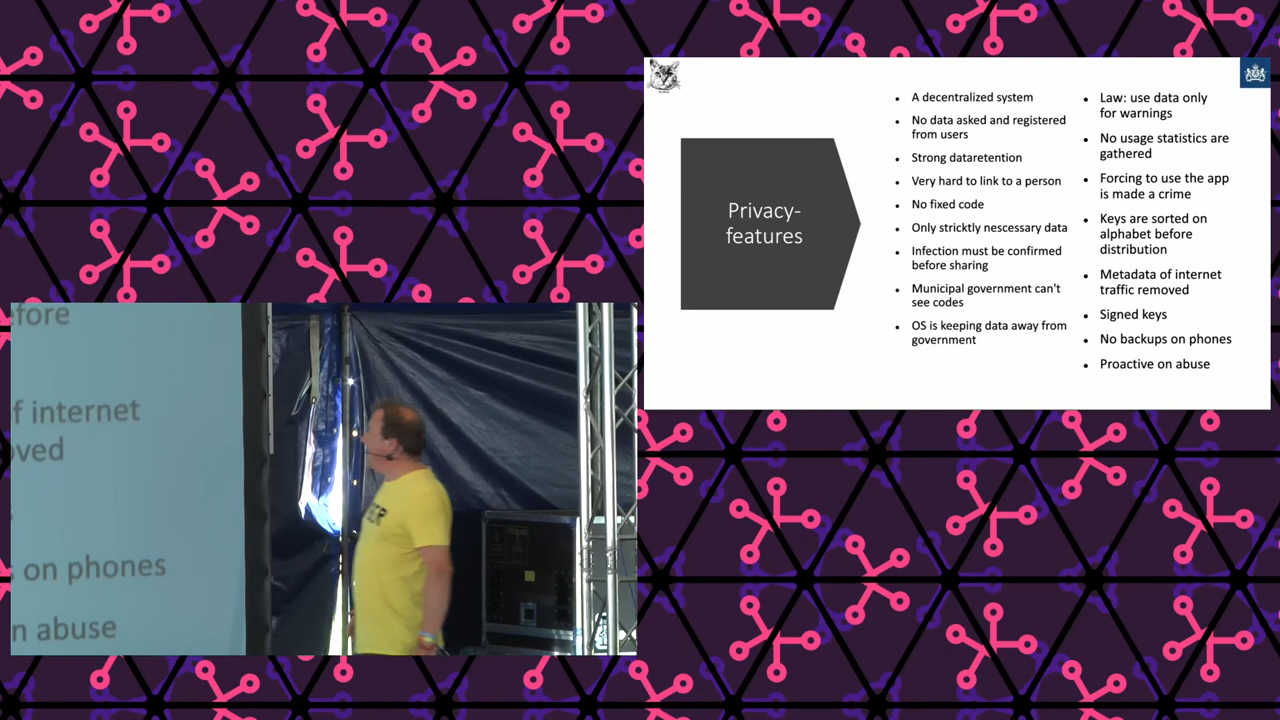 Privacy-
features
A decentralized system
No data asked and registered
from users
Strong dataretention
Very hard to link to a person
No fixed code
Only stricktly nescessary data
Infection must be confirmed
before sharing
Municipal government can't
see codes
OS is keeping data away from
government
Law: use data only
for warnings
No usage statistics are
gathered
Forcing to use the app
is made a crime
Keys are sorted on
alphabet before
distribution
Metadata of internet
traffic removed
Signed keys
No backups on phones
Proactive on abuse
efore
f internet
oved
on phones
n abuse
ER